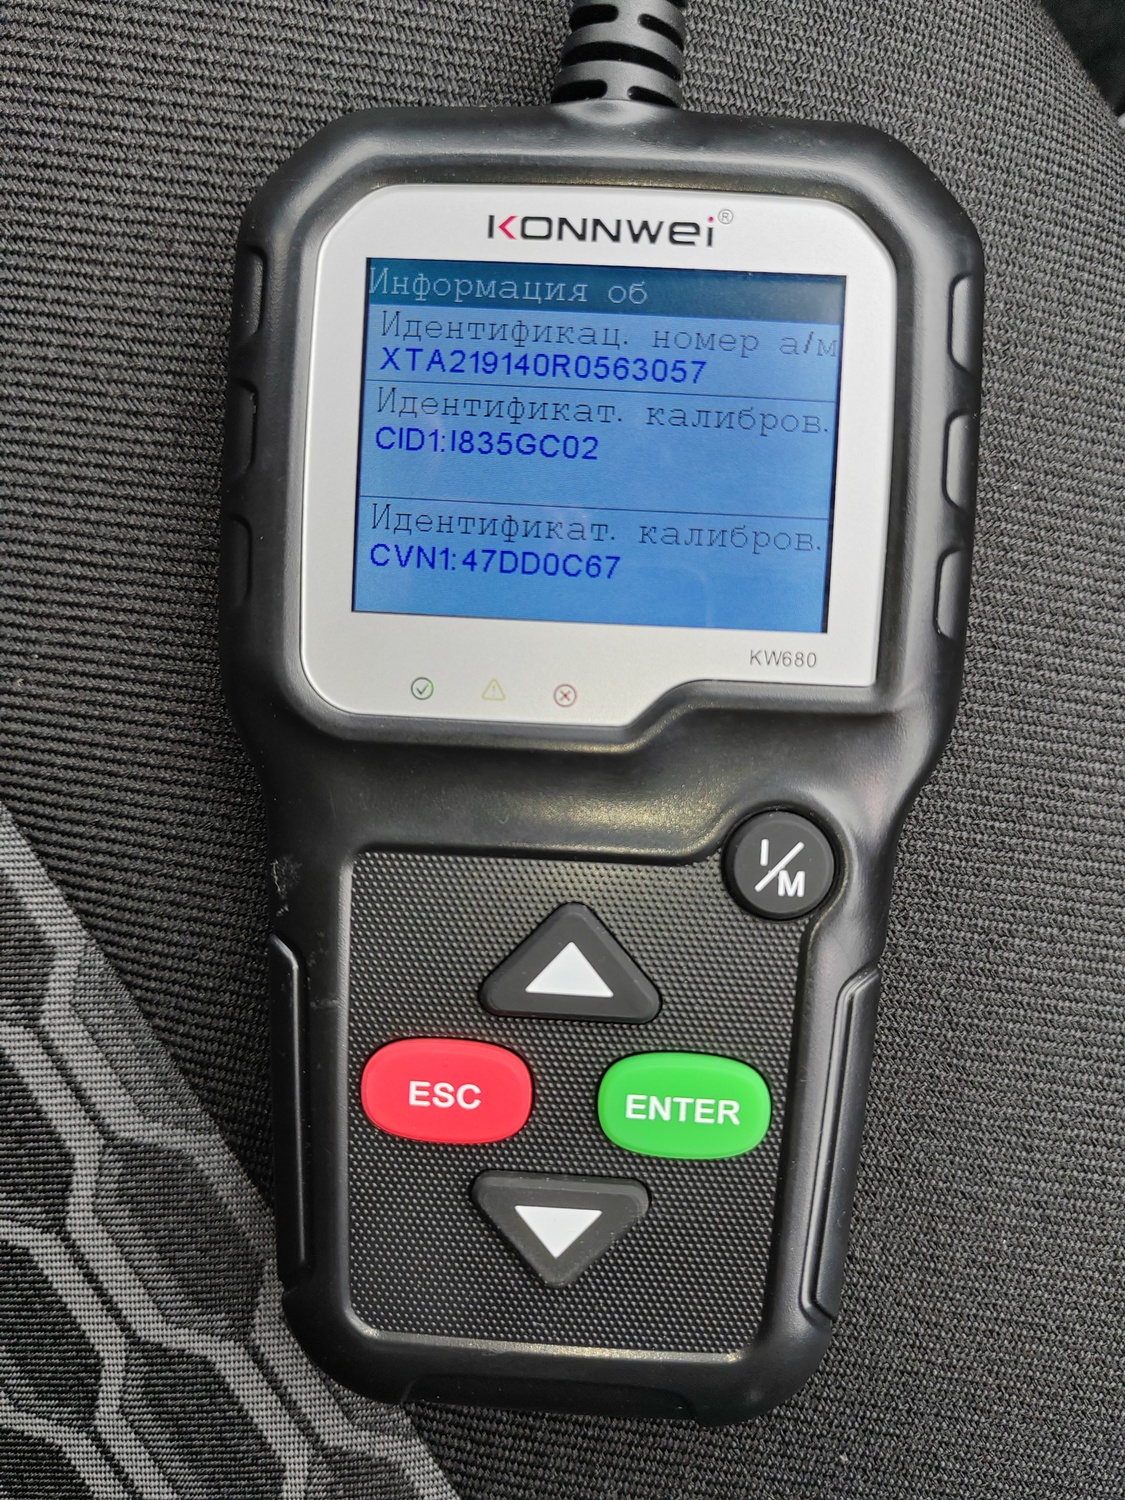 KONNWEi®
Информация об
Идентификац. номер а/м
XTA219140R0563057
Идентификат. калибров.
CID1:I835GC02
Идентификат. калибров.
CVN1:47DD0C67
KW680
I/M
ESC
ENTER